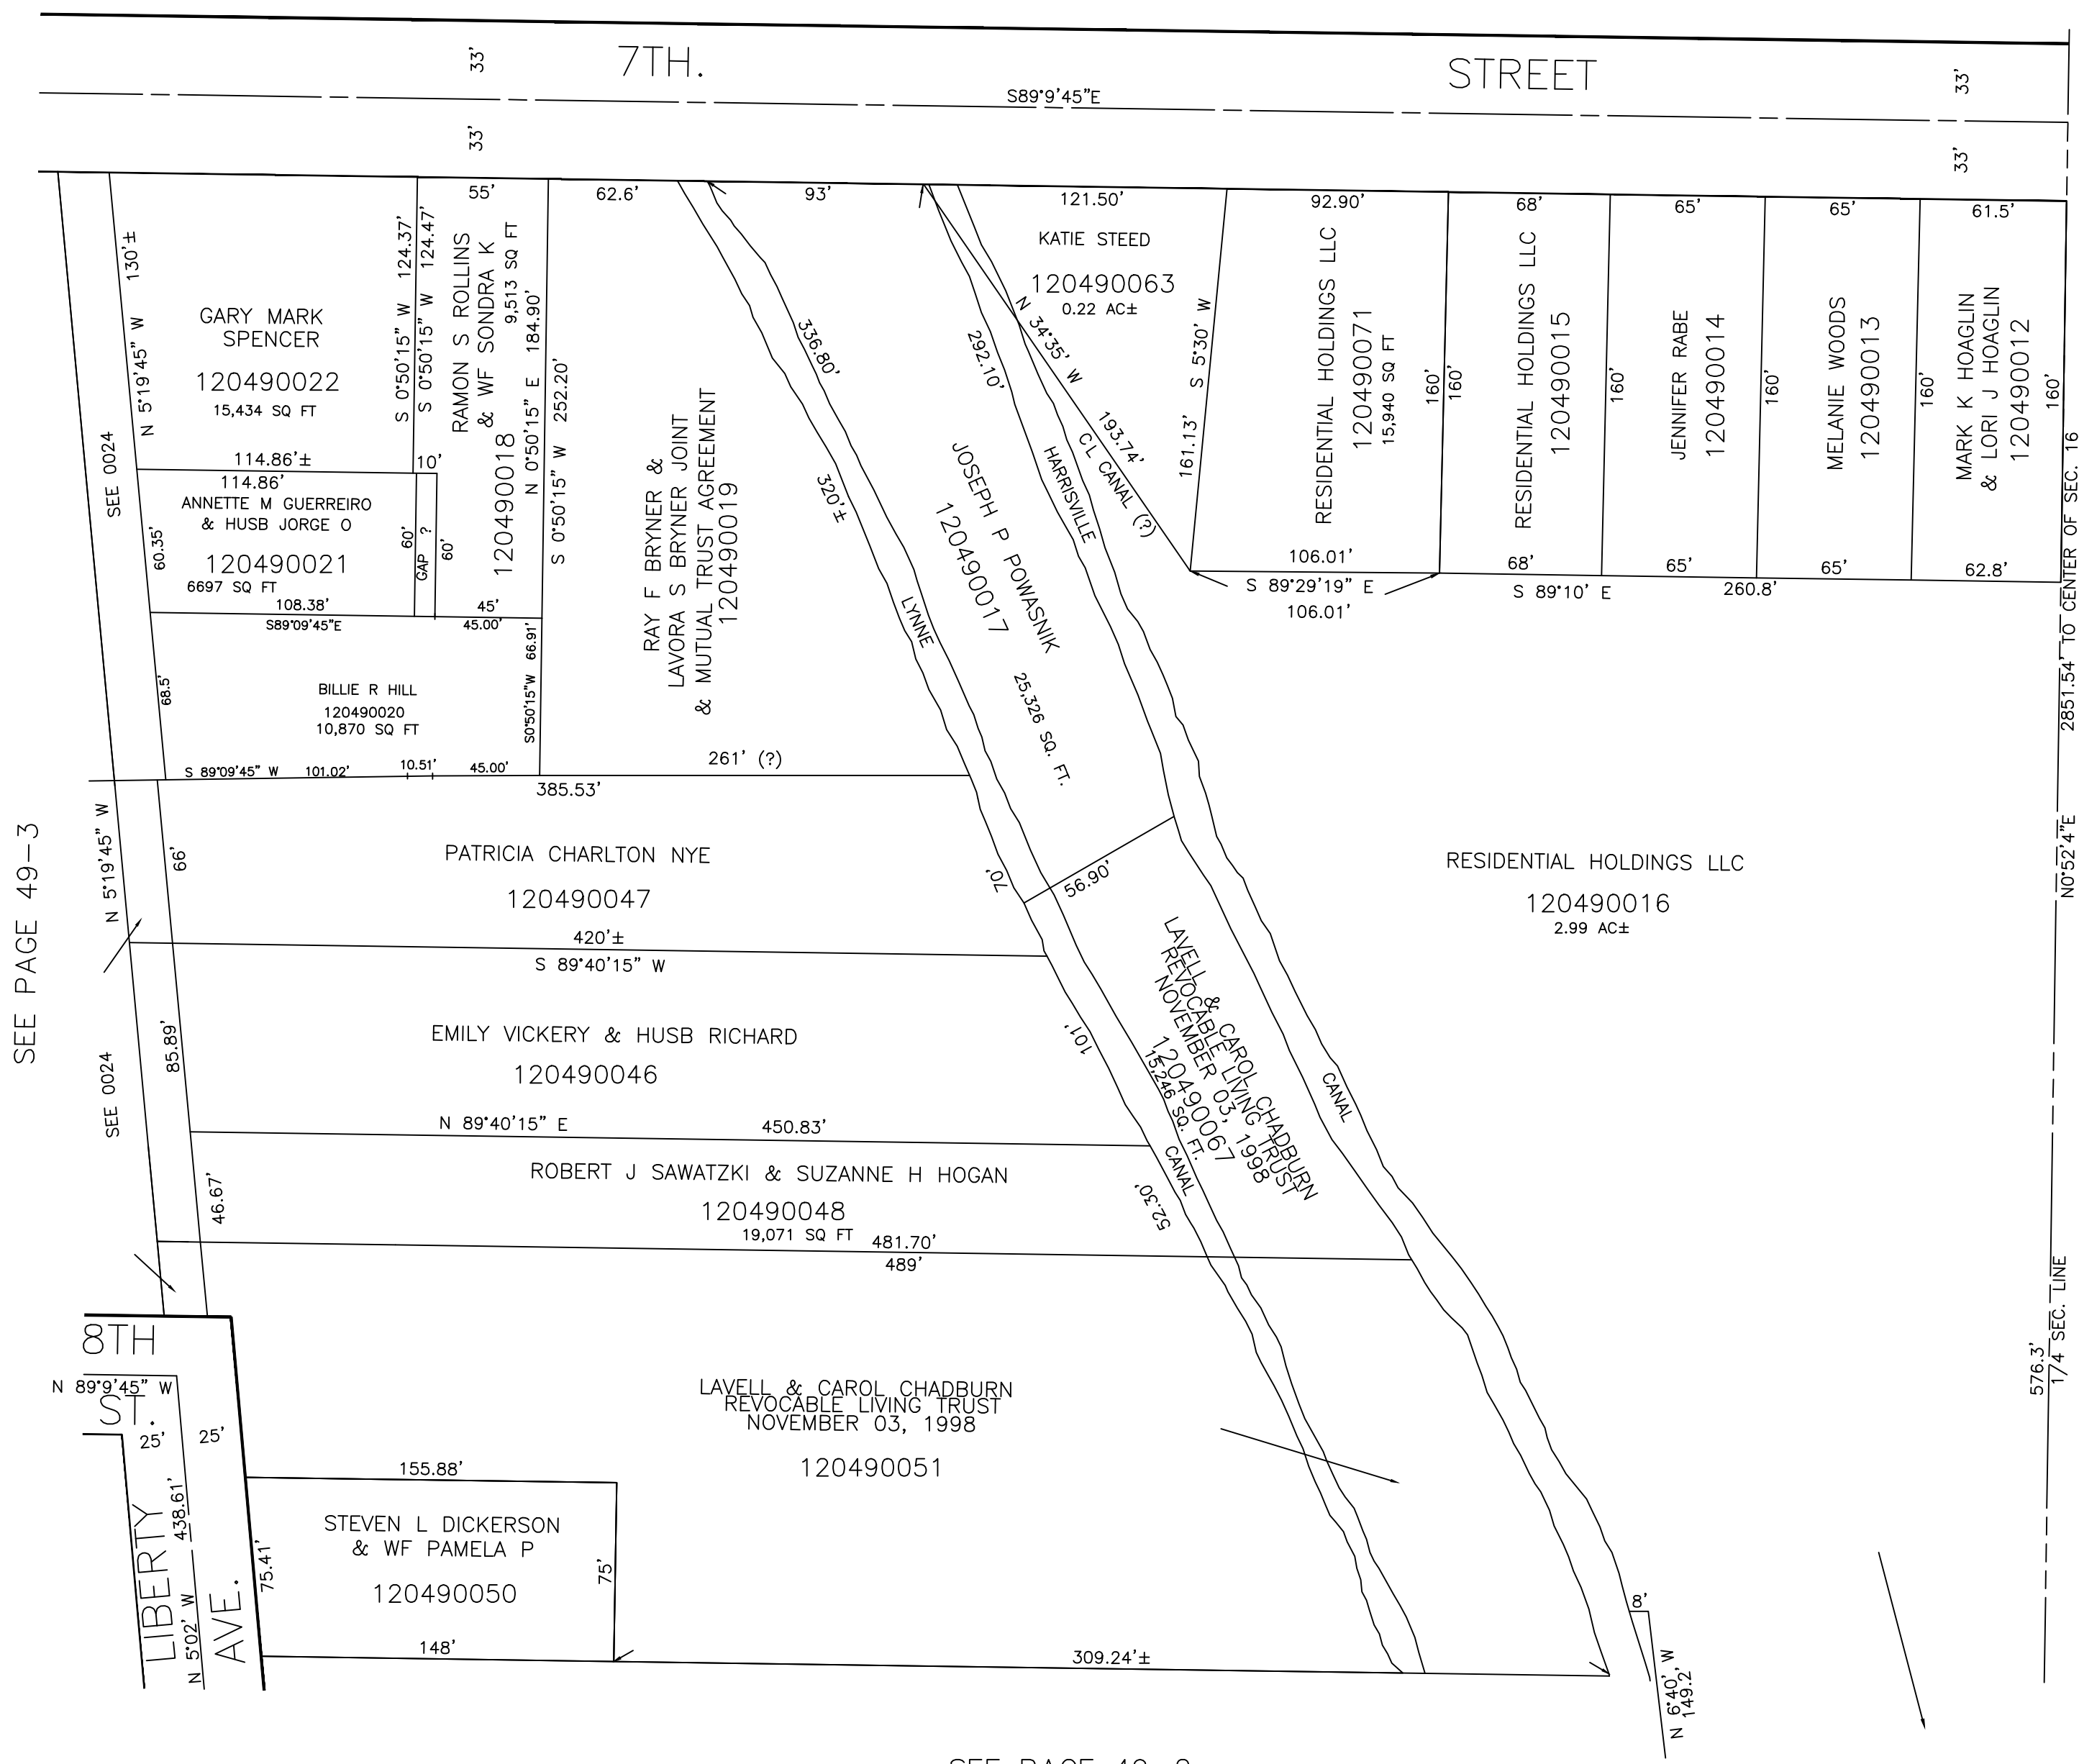 7TH. STREET
33'
33'
33'
33'
S89°9'45"E
SEE PAGE 49-3
SEE 0024
SEE 0024
N 5°19'45" W 130'±
GARY MARK
SPENCER
120490022
15,434 SQ FT
114.86'±
S 0°50'15" W 124.37'
S 0°50'15" W 124.47'
55'
RAMON S ROLLINS
& WF SONDRA K
9,513 SQ FT
120490018
N 0°50'15" E 184.90'
S 0°50'15" W 252.20'
10'
114.86'
ANNETTE M GUERREIRO
& HUSB JORGE O
120490021
6697 SQ FT
60.35'
60'
GAP ?
60'
108.38'
S89°09'45"E
45'
45.00'
68.5'
BILLIE R HILL
120490020
10,870 SQ FT
S0°50'15"W 66.91'
S 89°09'45" W 101.02' 10.51' 45.00'
62.6'
RAY F BRYNER &
LAVORA S BRYNER JOINT
& MUTUAL TRUST AGREEMENT
120490019
261' (?)
385.53'
93'
336.80'
320'±
LYNNE
292.10'
JOSEPH P POWASNIK
120490017
25,326 SQ. FT.
HARRISVILLE
CL CANAL (?)
N 34°35' W 193.74'
121.50'
KATIE STEED
120490063
0.22 AC±
161.13' S 5°30' W
92.90'
RESIDENTIAL HOLDINGS LLC
120490071
15,940 SQ FT
160'
106.01'
S 89°29'19" E
106.01'
68'
160'
RESIDENTIAL HOLDINGS LLC
120490015
160'
68'
65'
JENNIFER RABE
120490014
160'
65'
65'
MELANIE WOODS
120490013
160'
65'
61.5'
MARK K HOAGLIN
& LORI J HOAGLIN
120490012
160'
62.8'
S 89°10' E 260.8'
2851.54' TO CENTER OF SEC. 16
N0°52'4"E
576.3'
1/4 SEC. LINE
N 5°19'45" W
66'
PATRICIA CHARLTON NYE
120490047
70'
56.90'
420'±
S 89°40'15" W
RESIDENTIAL HOLDINGS LLC
120490016
2.99 AC±
85.89'
EMILY VICKERY & HUSB RICHARD
120490046
101'
LAVELL & CAROL CHADBURN
REVOCABLE LIVING TRUST
NOVEMBER 03, 1998
120490067
15,246 SQ. FT.
CANAL
CANAL
N 89°40'15" E 450.83'
46.67'
ROBERT J SAWATZKI & SUZANNE H HOGAN
120490048
19,071 SQ FT
52.30'
481.70'
489'
8TH
ST.
N 89°9'45" W
25'
25'
LIBERTY
AVE.
438.61'
N 5°02' W
LAVELL & CAROL CHADBURN
REVOCABLE LIVING TRUST
NOVEMBER 03, 1998
120490051
155.88'
75.41'
STEVEN L DICKERSON
& WF PAMELA P
120490050
75'
148'
309.24'±
8'
N 6°40' W
149.2'